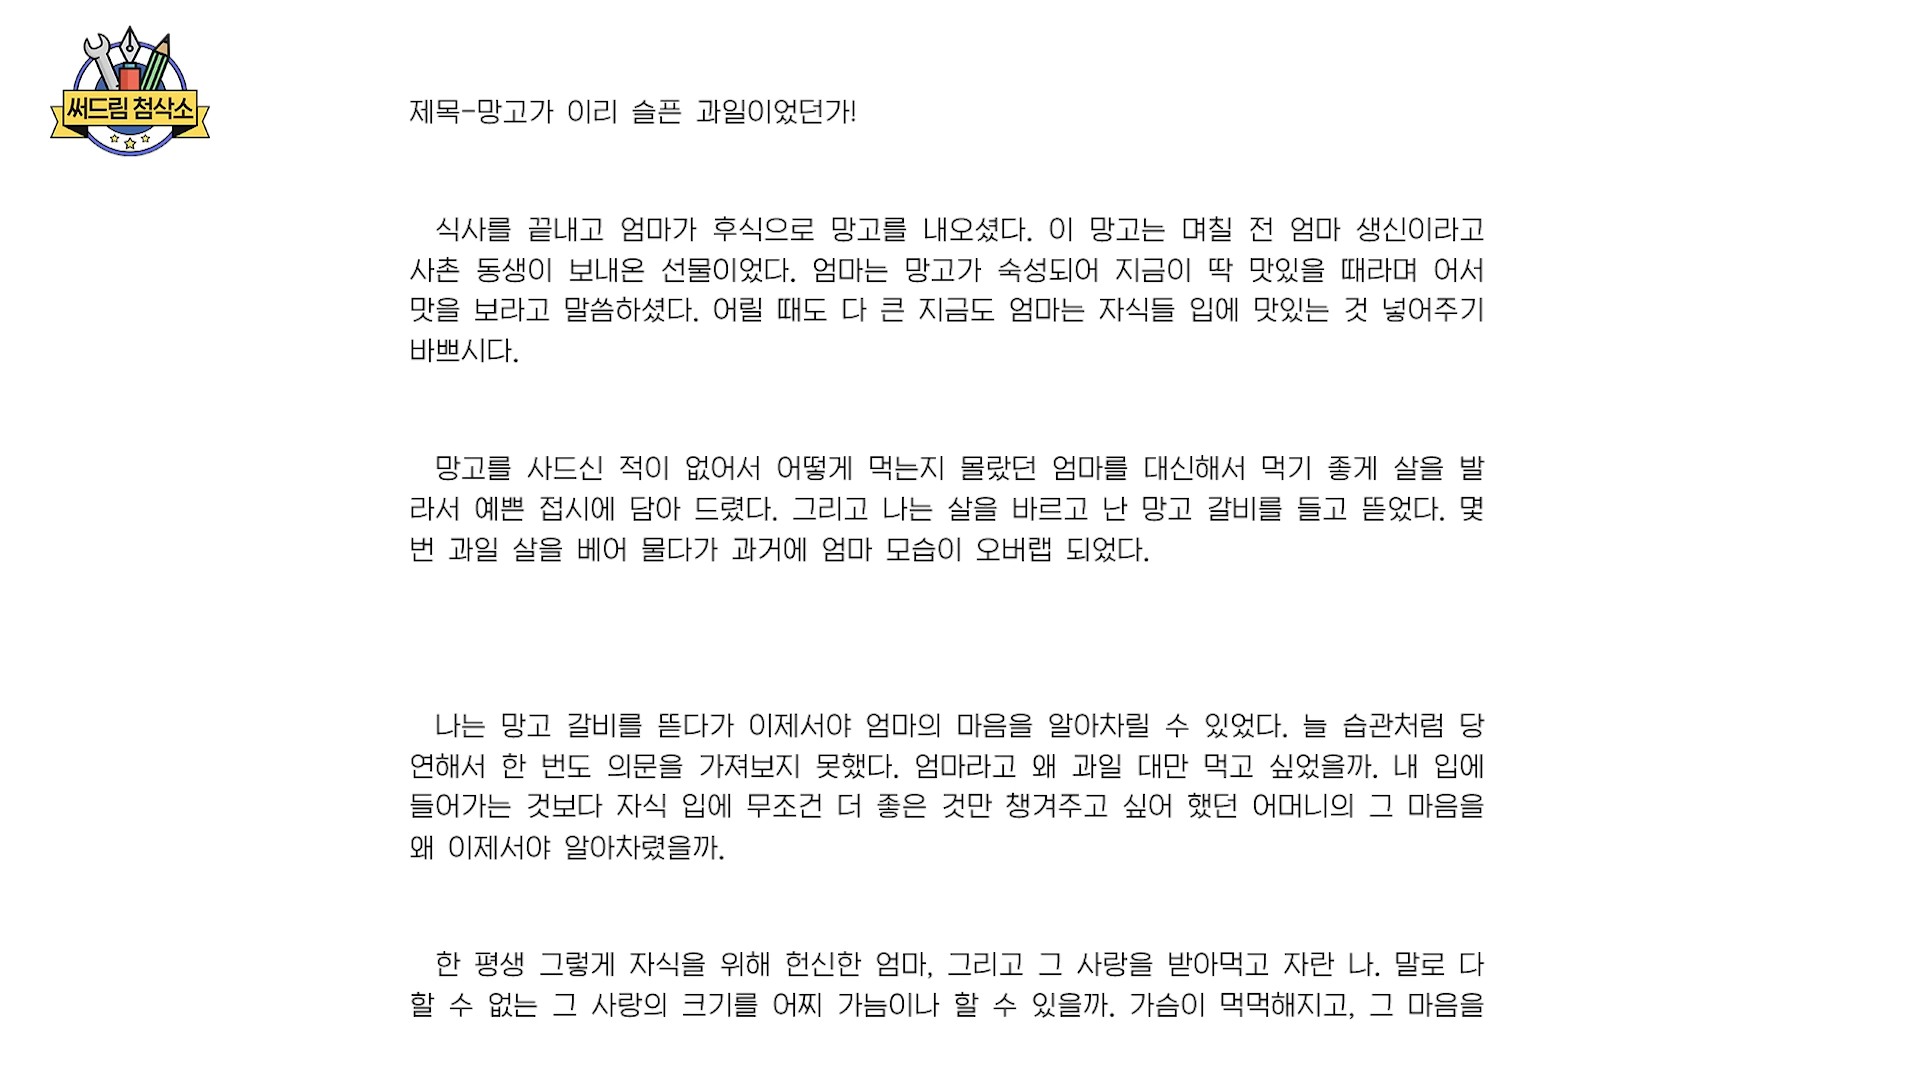 써드림 첨삭소
제목-망고가 이리 슬픈 과일이었던가!
식사를 끝내고 엄마가 후식으로 망고를 내오셨다. 이 망고는 며칠 전 엄마 생신이라고
사촌 동생이 보내온 선물이었다. 엄마는 망고가 숙성되어 지금이 딱 맛있을 때라며 어서
맛을 보라고 말씀하셨다. 어릴 때도 다 큰 지금도 엄마는 자식들 입에 맛있는 것 넣어주기
바쁘시다.
망고를 사드신 적이 없어서 어떻게 먹는지 몰랐던 엄마를 대신해서 먹기 좋게 살을 발
라서 예쁜 접시에 담아 드렸다. 그리고 나는 살을 바르고 난 망고 갈비를 들고 뜯었다. 몇
번 과일 살을 베어 물다가 과거에 엄마 모습이 오버랩 되었다.
나는 망고 갈비를 뜯다가 이제서야 엄마의 마음을 알아차릴 수 있었다. 늘 습관처럼 당
연해서 한 번도 의문을 가져보지 못했다. 엄마라고 왜 과일 대만 먹고 싶었을까. 내 입에
들어가는 것보다 자식 입에 무조건 더 좋은 것만 챙겨주고 싶어 했던 어머니의 그 마음을
왜 이제서야 알아차렸을까.
한 평생 그렇게 자식을 위해 헌신한 엄마, 그리고 그 사랑을 받아먹고 자란 나. 말로 다
할 수 없는 그 사랑의 크기를 어찌 가늠이나 할 수 있을까. 가슴이 먹먹해지고, 그 마음을